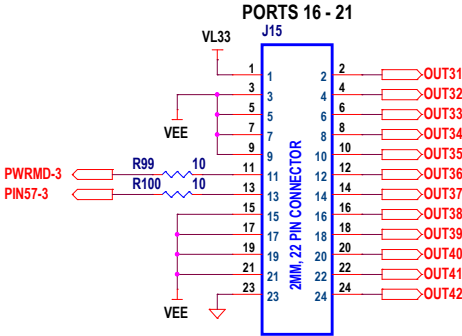 PORTS 16 - 21
J15
VL33
1 1 2 2 OUT31
3 3 4 4 OUT32
5 5 6 6 OUT33
7 7 8 8 OUT34
VEE
9 9 10 10 OUT35
PWRMD-3 R99 10 11 11 12 12 OUT36
PIN57-3 R100 10 13 13 14 14 OUT37
15 15 16 16 OUT38
17 17 18 18 OUT39
19 19 20 20 OUT40
21 21 22 22 OUT41
23 23 24 24 OUT42
VEE
2MM, 22 PIN CONNECTOR